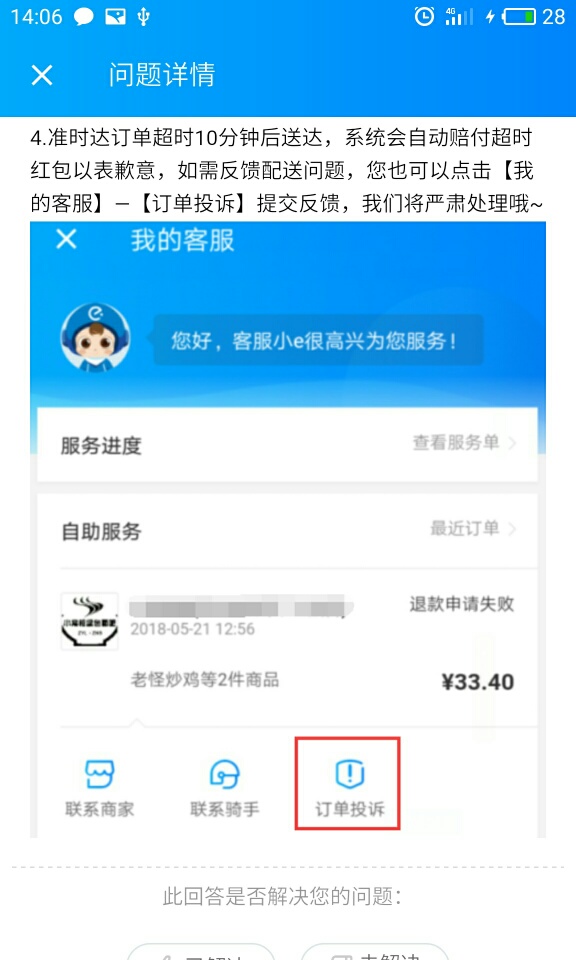 14:06
4G
28
问题详情
4.准时达订单超时10分钟后送达，系统会自动赔付超时
红包以表歉意，如需反馈配送问题，您也可以点击【我
的客服】—【订单投诉】提交反馈，我们将严肃处理哦~
我的客服
您好，客服小e很高兴为您服务！
服务进度
查看服务单
自助服务
最近订单
退款申请失败
2018-05-21 12:56
老怪炒鸡等2件商品
¥33.40
联系商家
联系骑手
订单投诉
此回答是否解决您的问题：